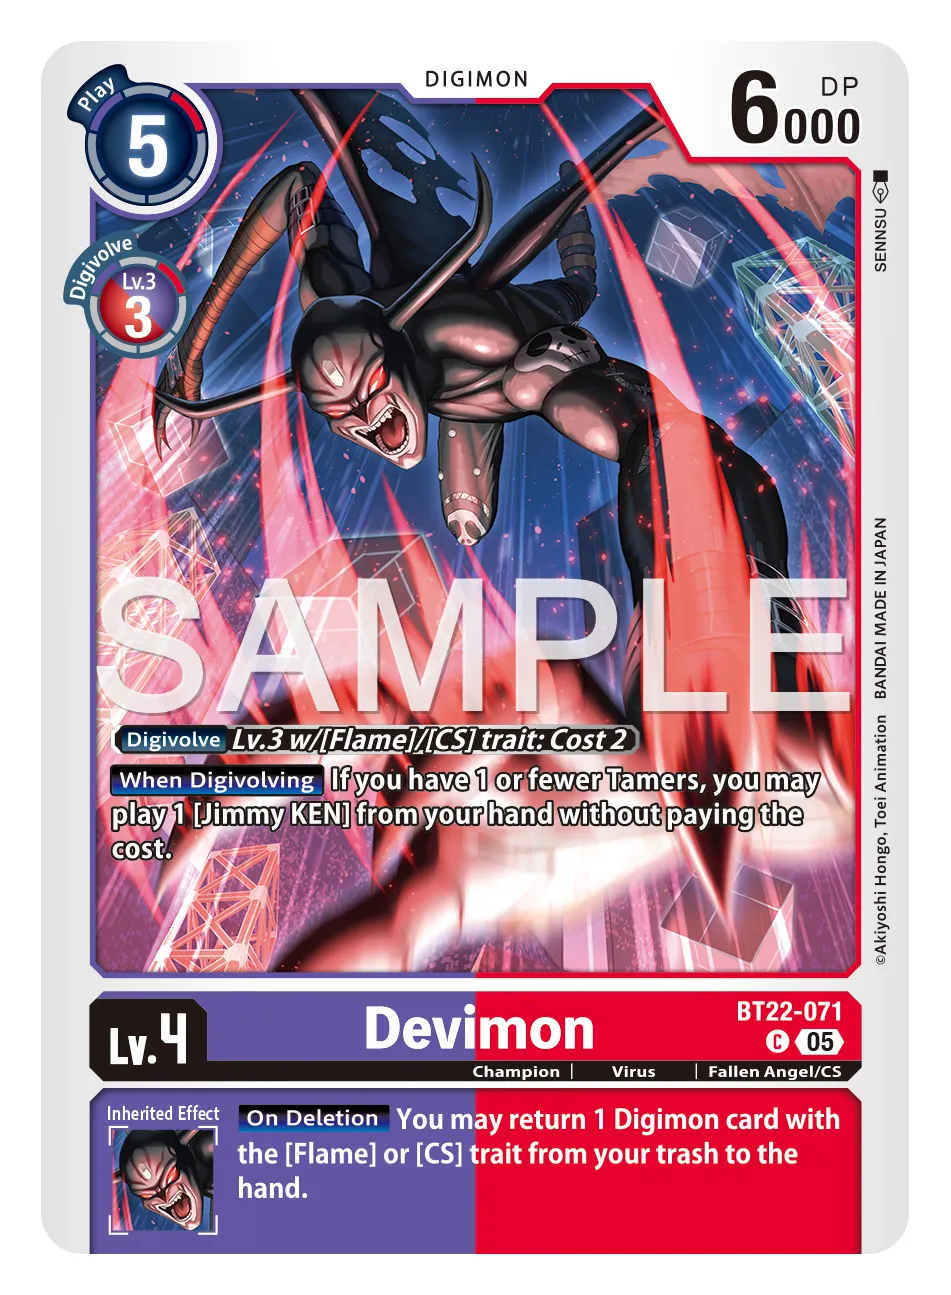 DIGIMON
Play
5
6000
DP
Digivolve
Lv.3
3
SENNSU
BANDAI MADE IN JAPAN
©Akiyoshi Hongo, Toei Animation
SAMPLE
Digivolve Lv.3 w/[Flame]/[CS] trait: Cost 2
When Digivolving If you have 1 or fewer Tamers, you may
play 1 [Jimmy KEN] from your hand without paying the
cost.
Lv.4
Devimon
BT22-071
C 05
Champion | Virus | Fallen Angel/CS
Inherited Effect
On Deletion You may return 1 Digimon card with
the [Flame] or [CS] trait from your trash to the
hand.